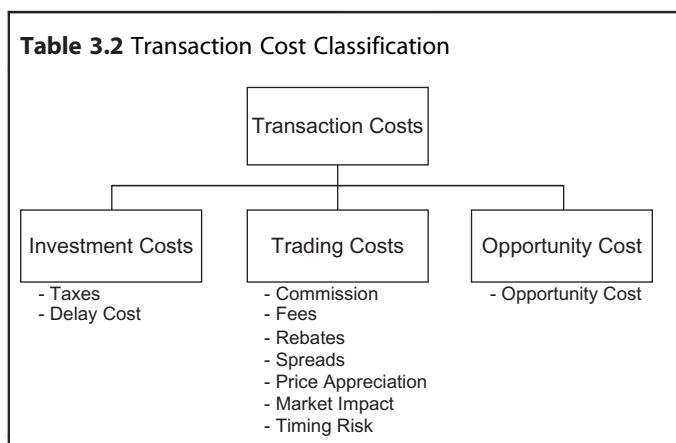 Table 3.2 Transaction Cost Classification
Transaction Costs
Investment Costs
- Taxes
- Delay Cost
Trading Costs
- Commission
- Fees
- Rebates
- Spreads
- Price Appreciation
- Market Impact
- Timing Risk
Opportunity Cost
- Opportunity Cost